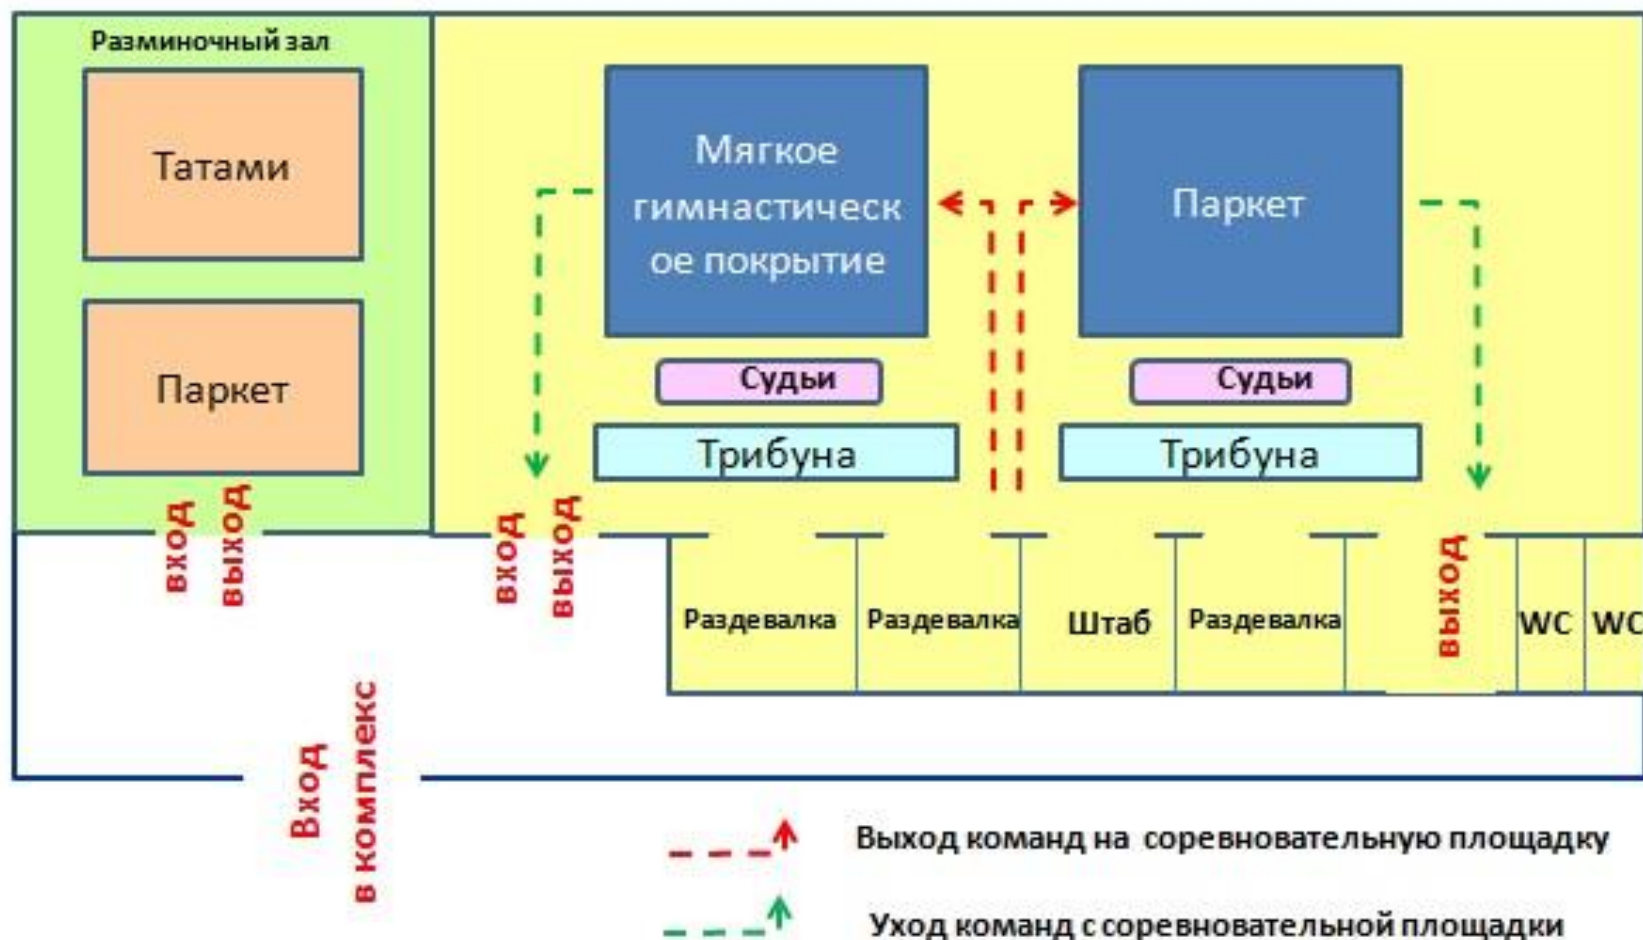 Разминочный зал
Татами
Паркет
Мягкое
гимнастическ
ое покрытие
Паркет
Судьи
Судьи
Трибуна
Трибуна
вход
выход
вход
выход
Раздевалка
Раздевалка
Штаб
Раздевалка
выход
WC
WC
Вход
в комплекс
Выход команд на соревновательную площадку
Уход команд с соревновательной площадки